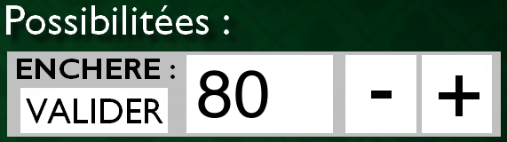 Possibilitées :
ENCHERE :
VALIDER
80
- +